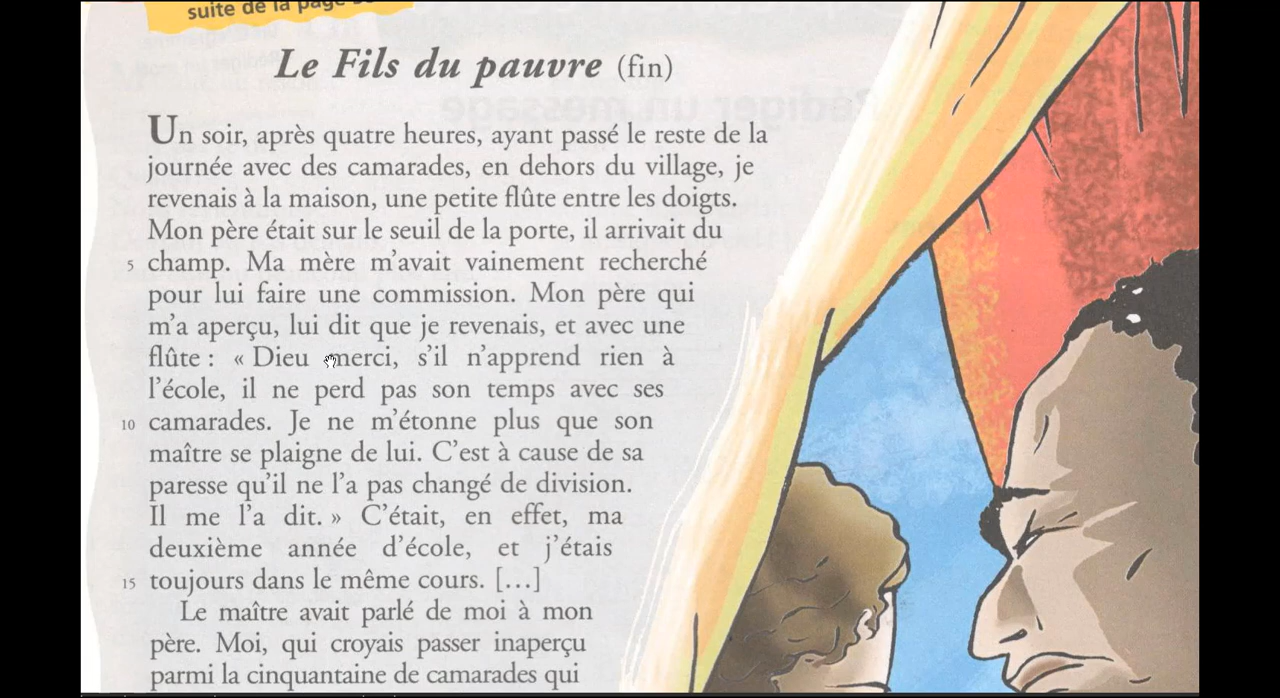 suite de la page
Le Fils du pauvre (fin)
Un soir, après quatre heures, ayant passé le reste de la
journée avec des camarades, en dehors du village, je
revenais à la maison, une petite flûte entre les doigts.
Mon père était sur le seuil de la porte, il arrivait du
5 champ. Ma mère m’avait vainement recherché
pour lui faire une commission. Mon père qui
m’a aperçu, lui dit que je revenais, et avec une
flûte : « Dieu merci, s’il n’apprend rien à
l’école, il ne perd pas son temps avec ses
10 camarades. Je ne m’étonne plus que son
maître se plaigne de lui. C’est à cause de sa
paresse qu’il ne l’a pas changé de division.
Il me l’a dit. » C’était, en effet, ma
deuxième année d’école, et j’étais
15 toujours dans le même cours. […]
Le maître avait parlé de moi à mon
père. Moi, qui croyais passer inaperçu
parmi la cinquantaine de camarades qui